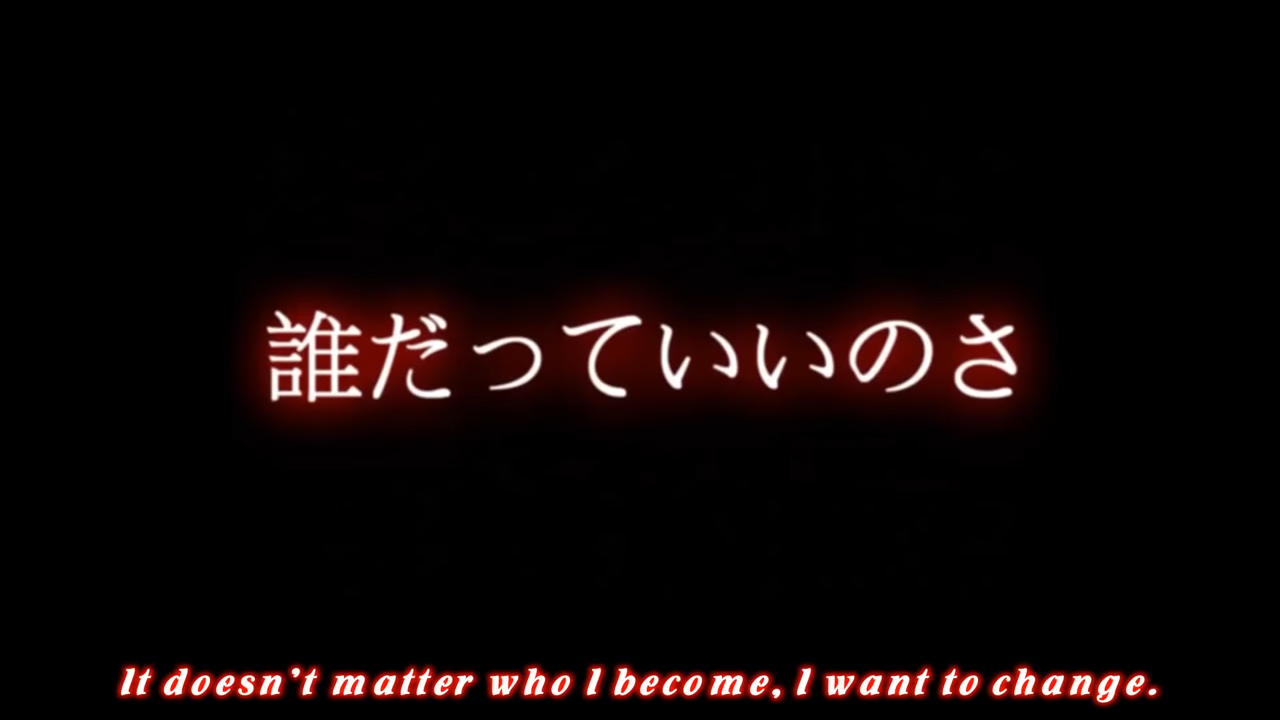 誰だっていいのさ
It doesn't matter who I become, I want to change.